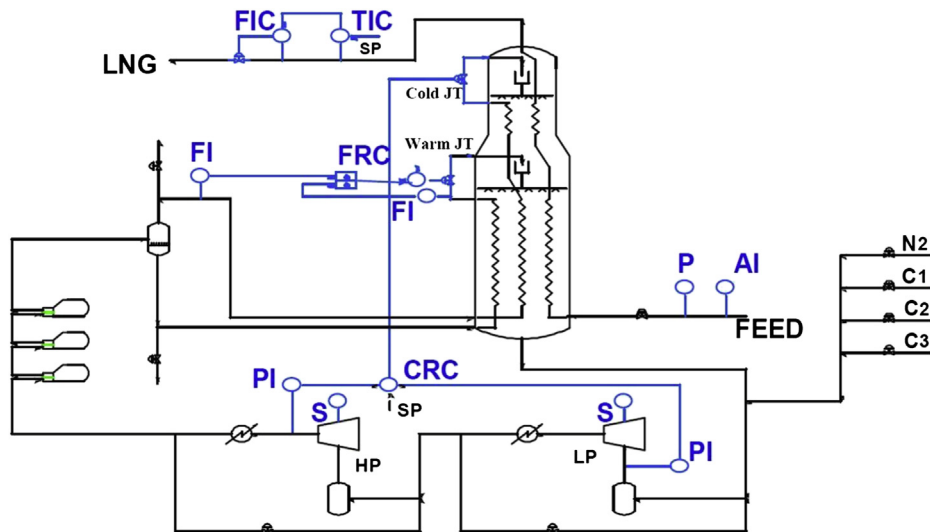 FIC TIC
SP
LNG
Cold JT
Warm JT
FI FRC
FI
P AI
FEED
N2
C1
C2
C3
PI CRC
SP
S S
HP LP
PI